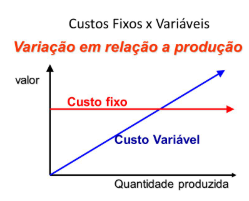 Custos Fixos x Variáveis
Variação em relação a produção
valor
Custo fixo
Custo Variável
Quantidade produzida